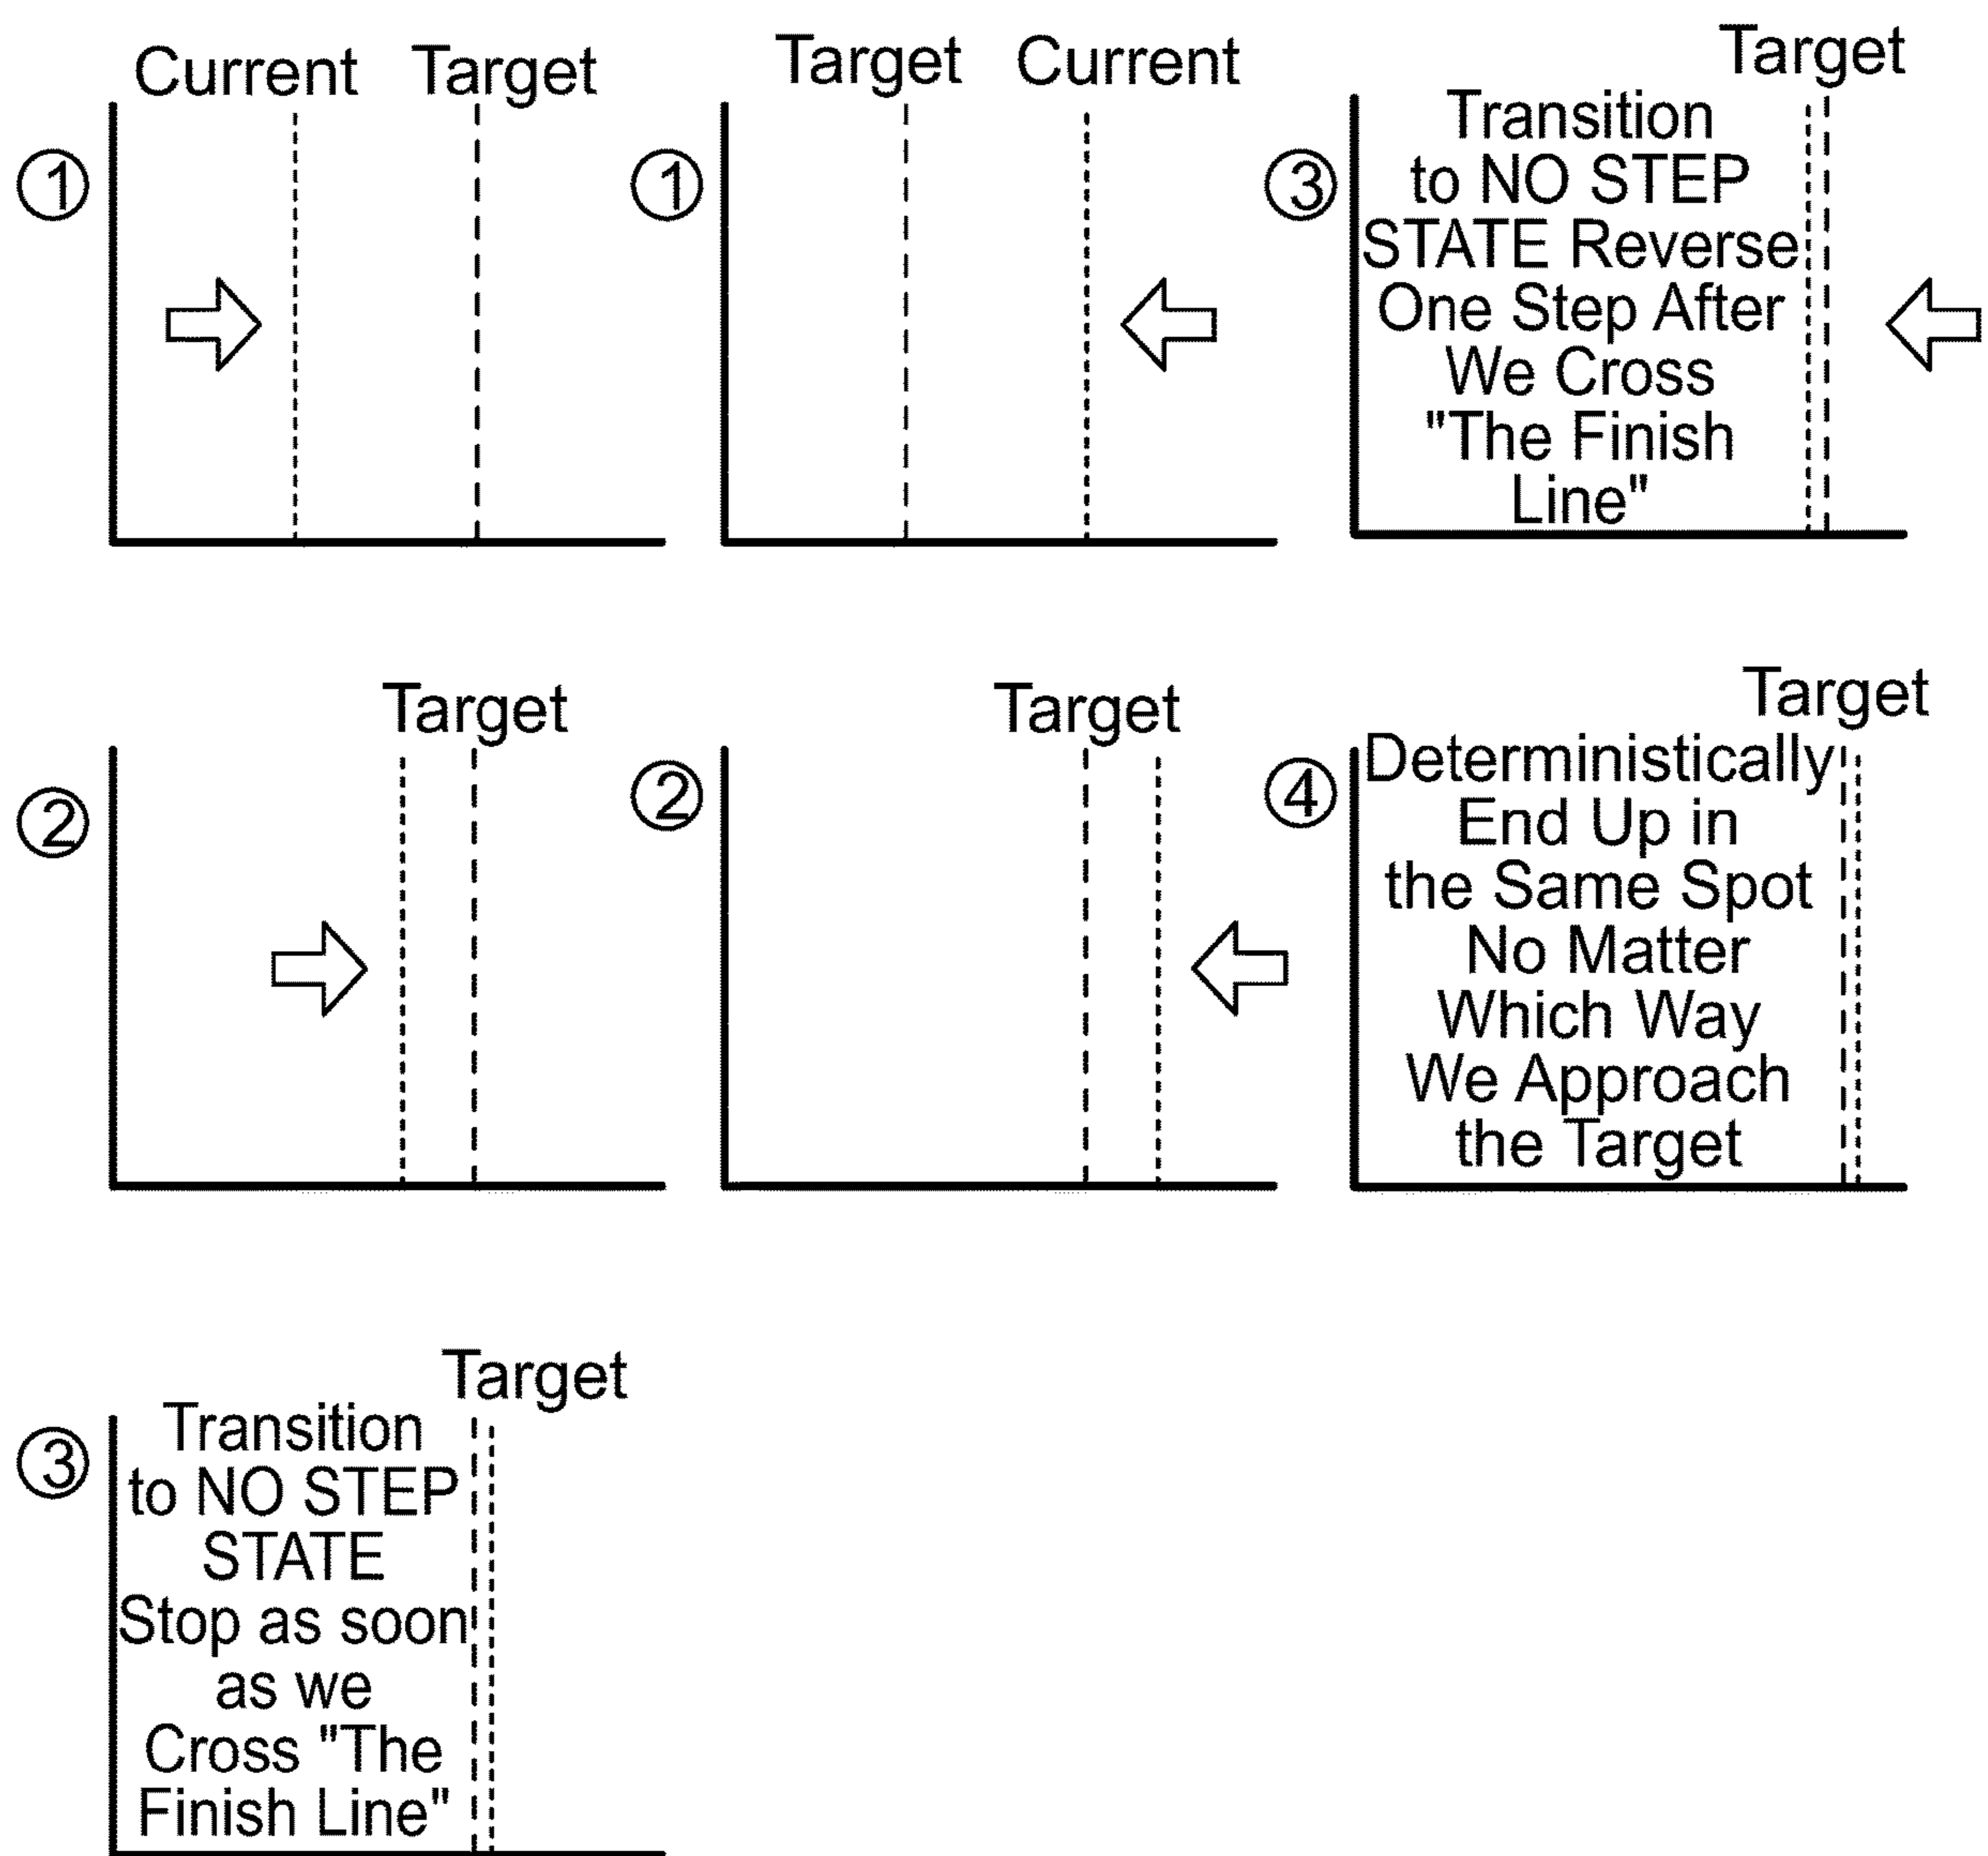 Current Target
①
Target Current
①
Target
③
Transition
to NO STEP
STATE Reverse
One Step After
We Cross
"The Finish
Line"
Target
②
Target
②
Target
④
Deterministically
End Up in
the Same Spot
No Matter
Which Way
We Approach
the Target
Target
③
Transition
to NO STEP
STATE
Stop as soon
as we
Cross "The
Finish Line"